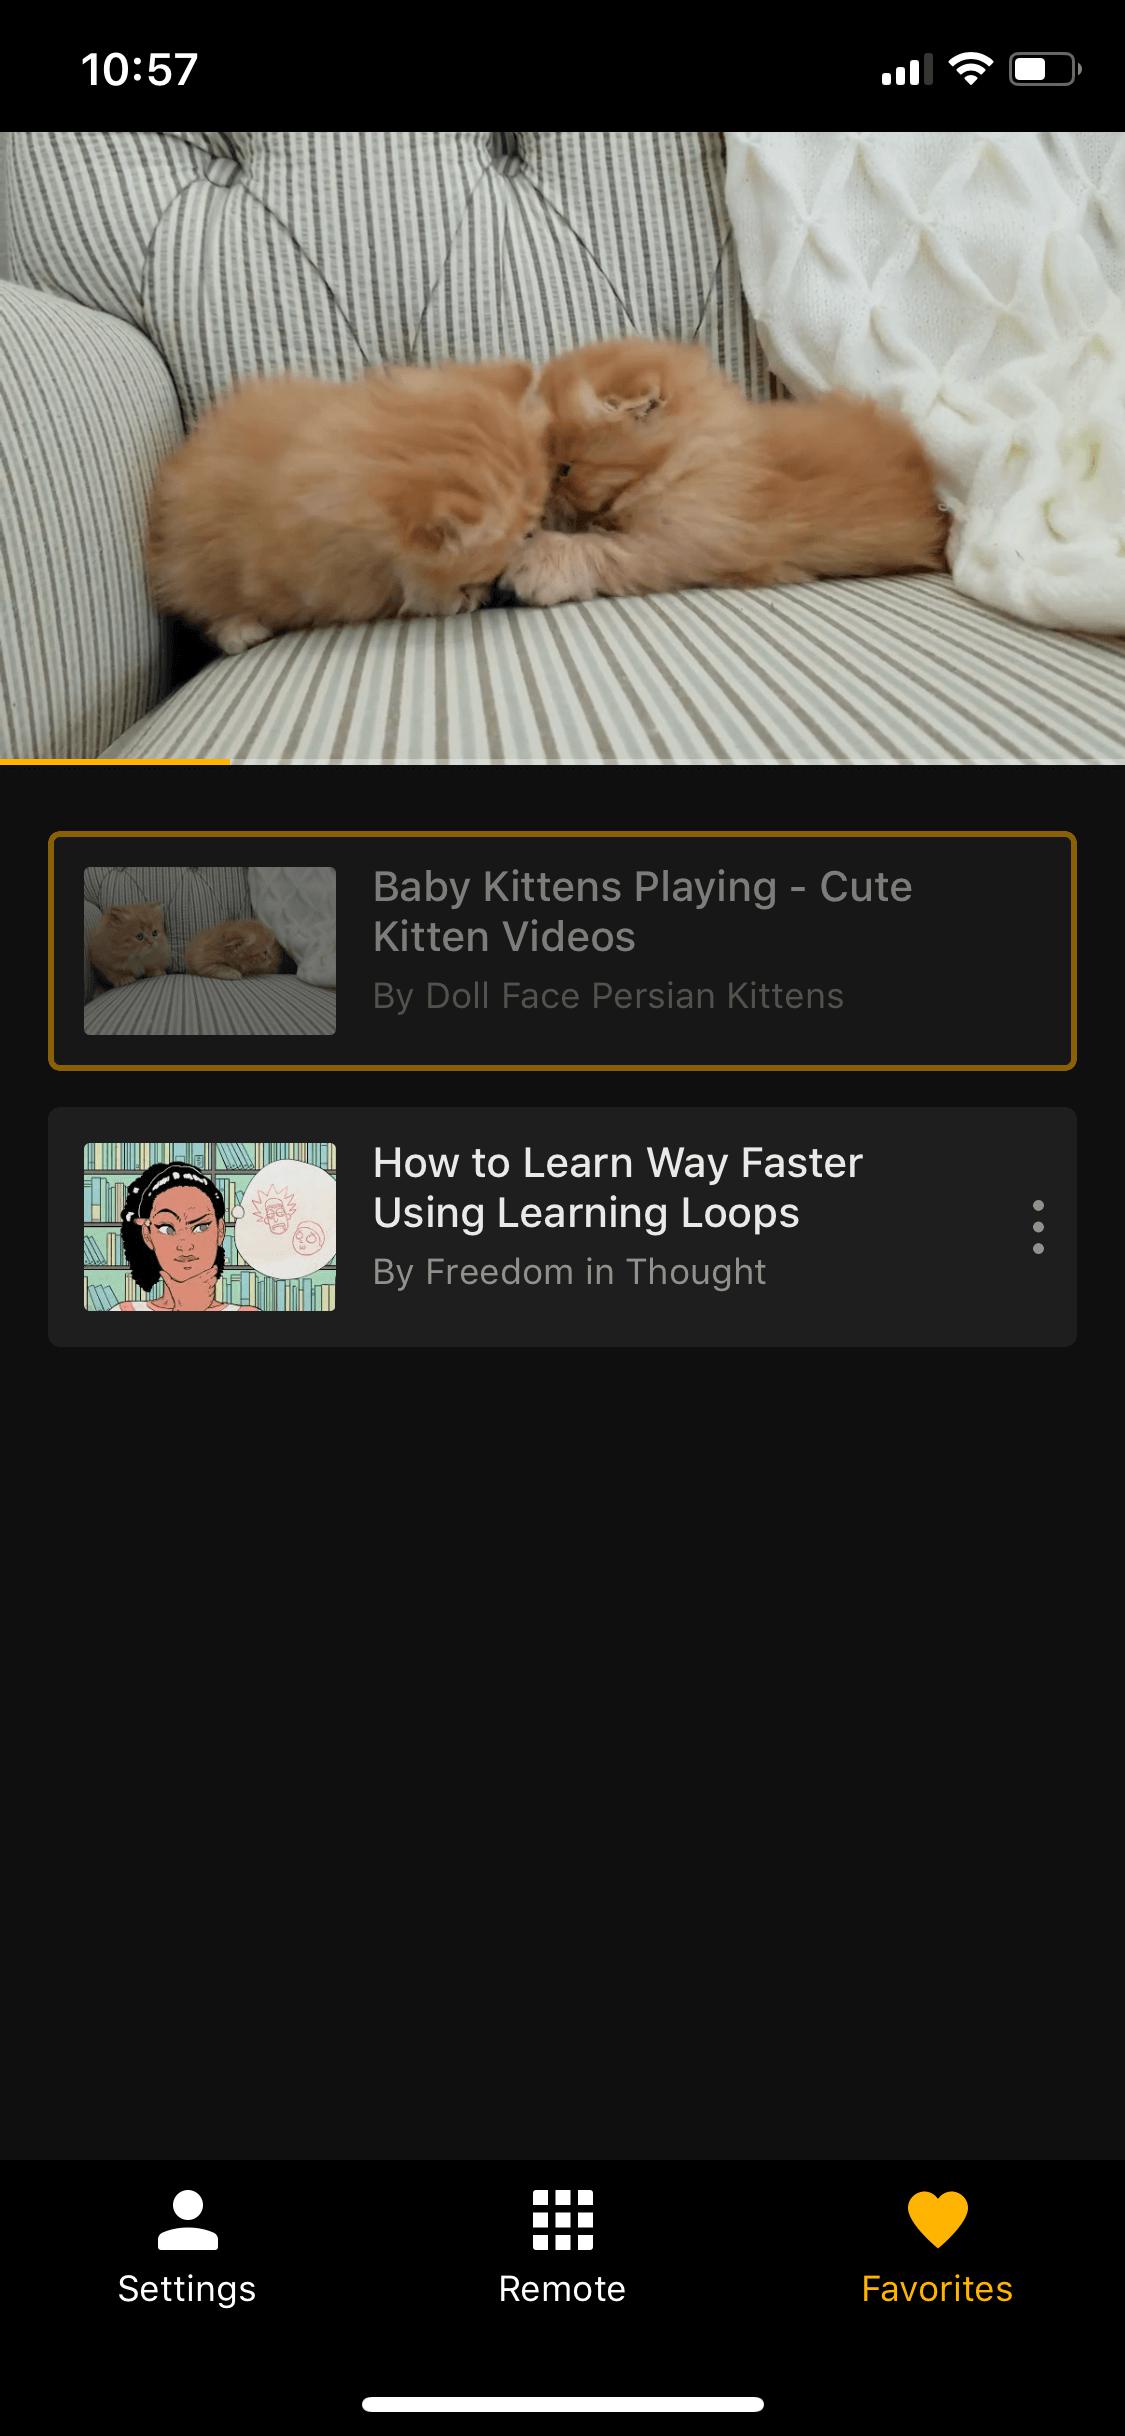 10:57
Baby Kittens Playing - Cute
Kitten Videos
By Doll Face Persian Kittens
How to Learn Way Faster
Using Learning Loops
By Freedom in Thought
Settings
Remote
Favorites